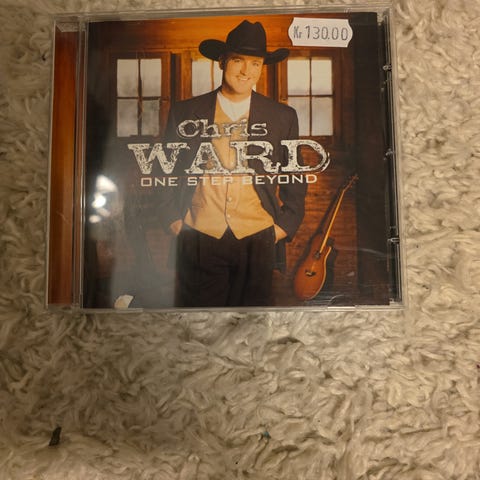 Kr 130.00
Chris
WARD
ONE STEP BEYOND